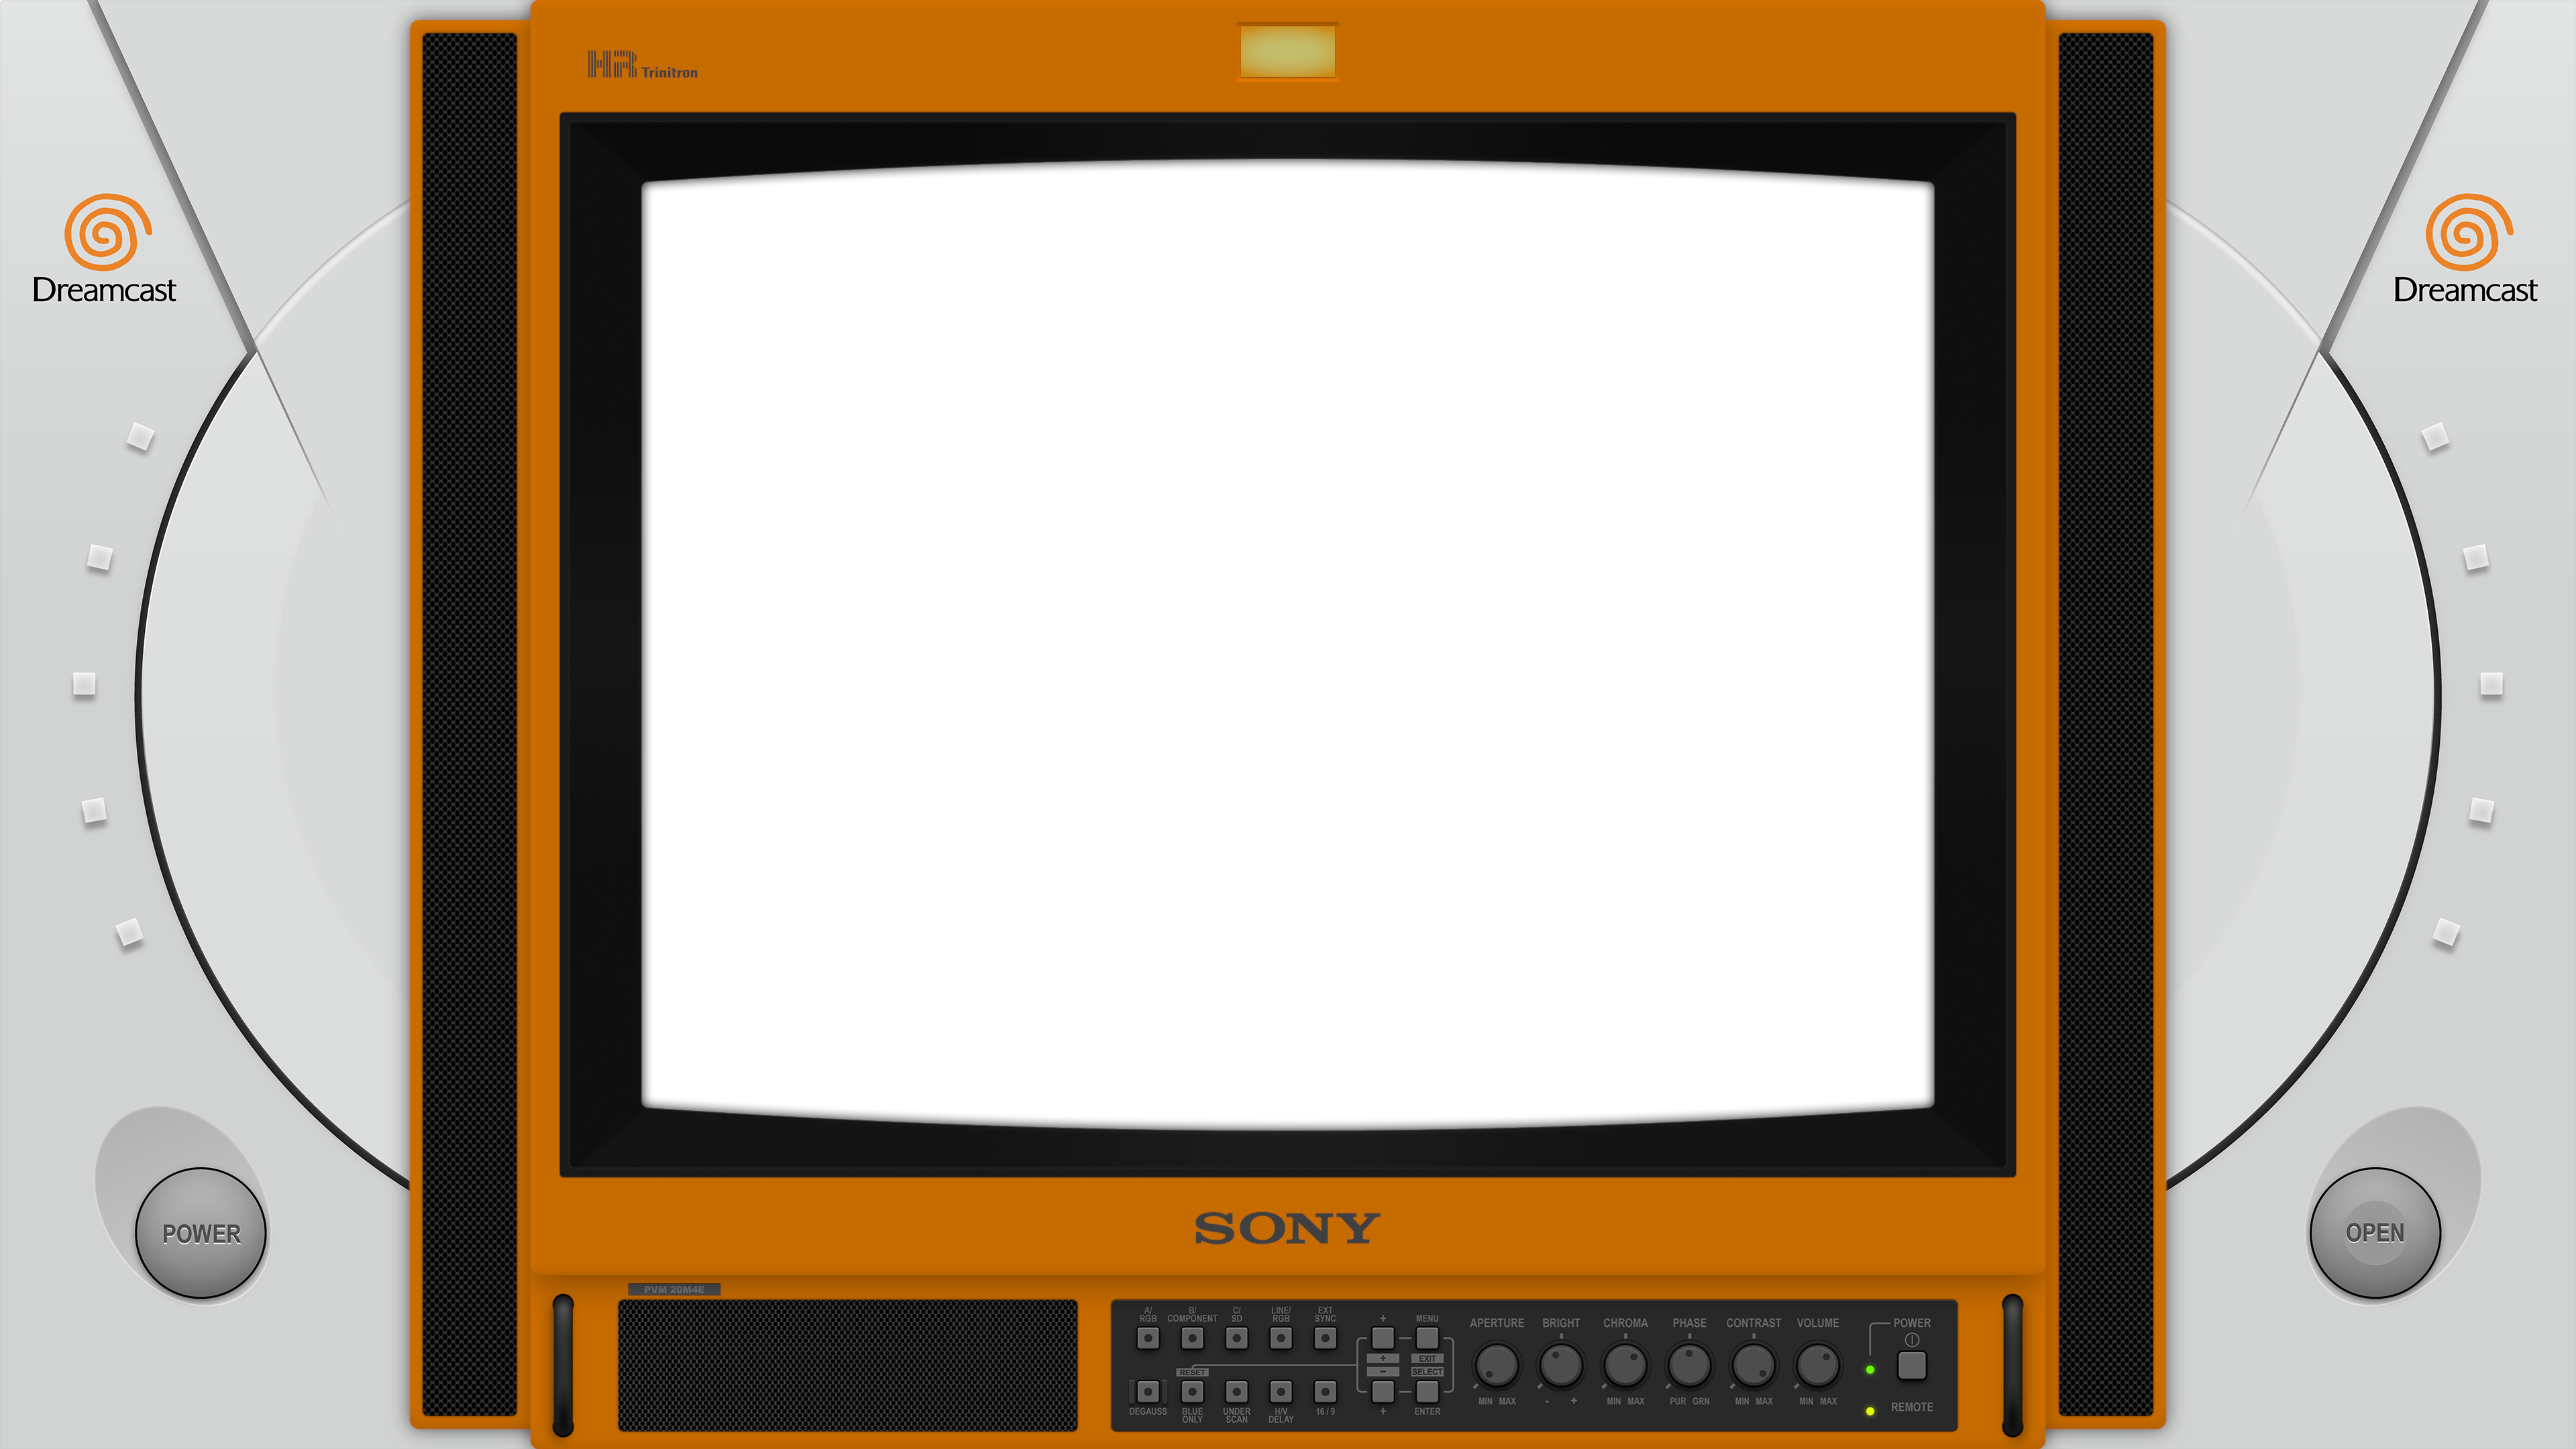 HR Trinitron
Dreamcast
Dreamcast
POWER
OPEN
SONY
PVM 20M4E
A/
RGB
B/
COMPONENT
C/
SD
LINE/
RGB
EXT
SYNC
+
MENU
+
EXIT
RESET
−
SELECT
DEGAUSS
BLUE
ONLY
UNDER
SCAN
H/V
DELAY
16 / 9
+
ENTER
APERTURE
BRIGHT
CHROMA
PHASE
CONTRAST
VOLUME
MIN MAX
- +
MIN MAX
PUR GRN
MIN MAX
MIN MAX
POWER
REMOTE